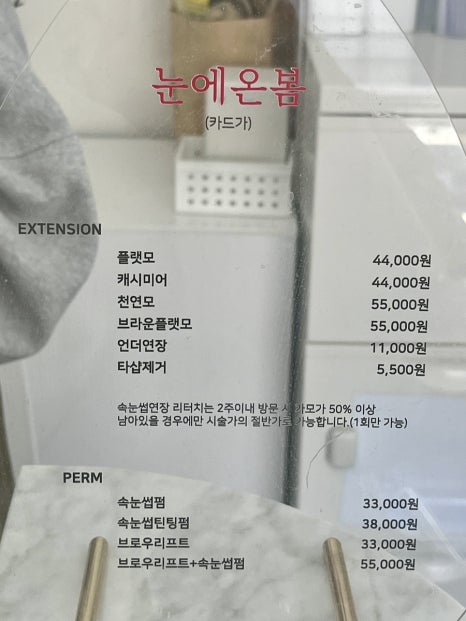 눈에온봄
(카드가)
EXTENSION
플랫모 44,000원
캐시미어 44,000원
천연모 55,000원
브라운플랫모 55,000원
언더연장 11,000원
타샵제거 5,500원
속눈썹연장 리터치는 2주이내 방문 시 가모가 50% 이상
남아있을 경우에만 시술가의 절반가로 가능합니다.(1회만 가능)
PERM
속눈썹펌 33,000원
속눈썹틴팅펌 38,000원
브로우리프트 33,000원
브로우리프트+속눈썹펌 55,000원